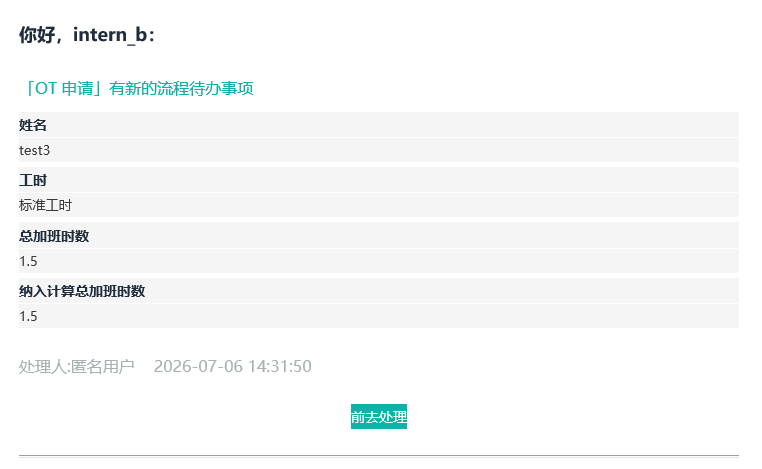 你好，intern_b：
「OT 申请」有新的流程待办事项
姓名
test3
工时
标准工时
总加班时数
1.5
纳入计算总加班时数
1.5
处理人:匿名用户 2026-07-06 14:31:50
前去处理